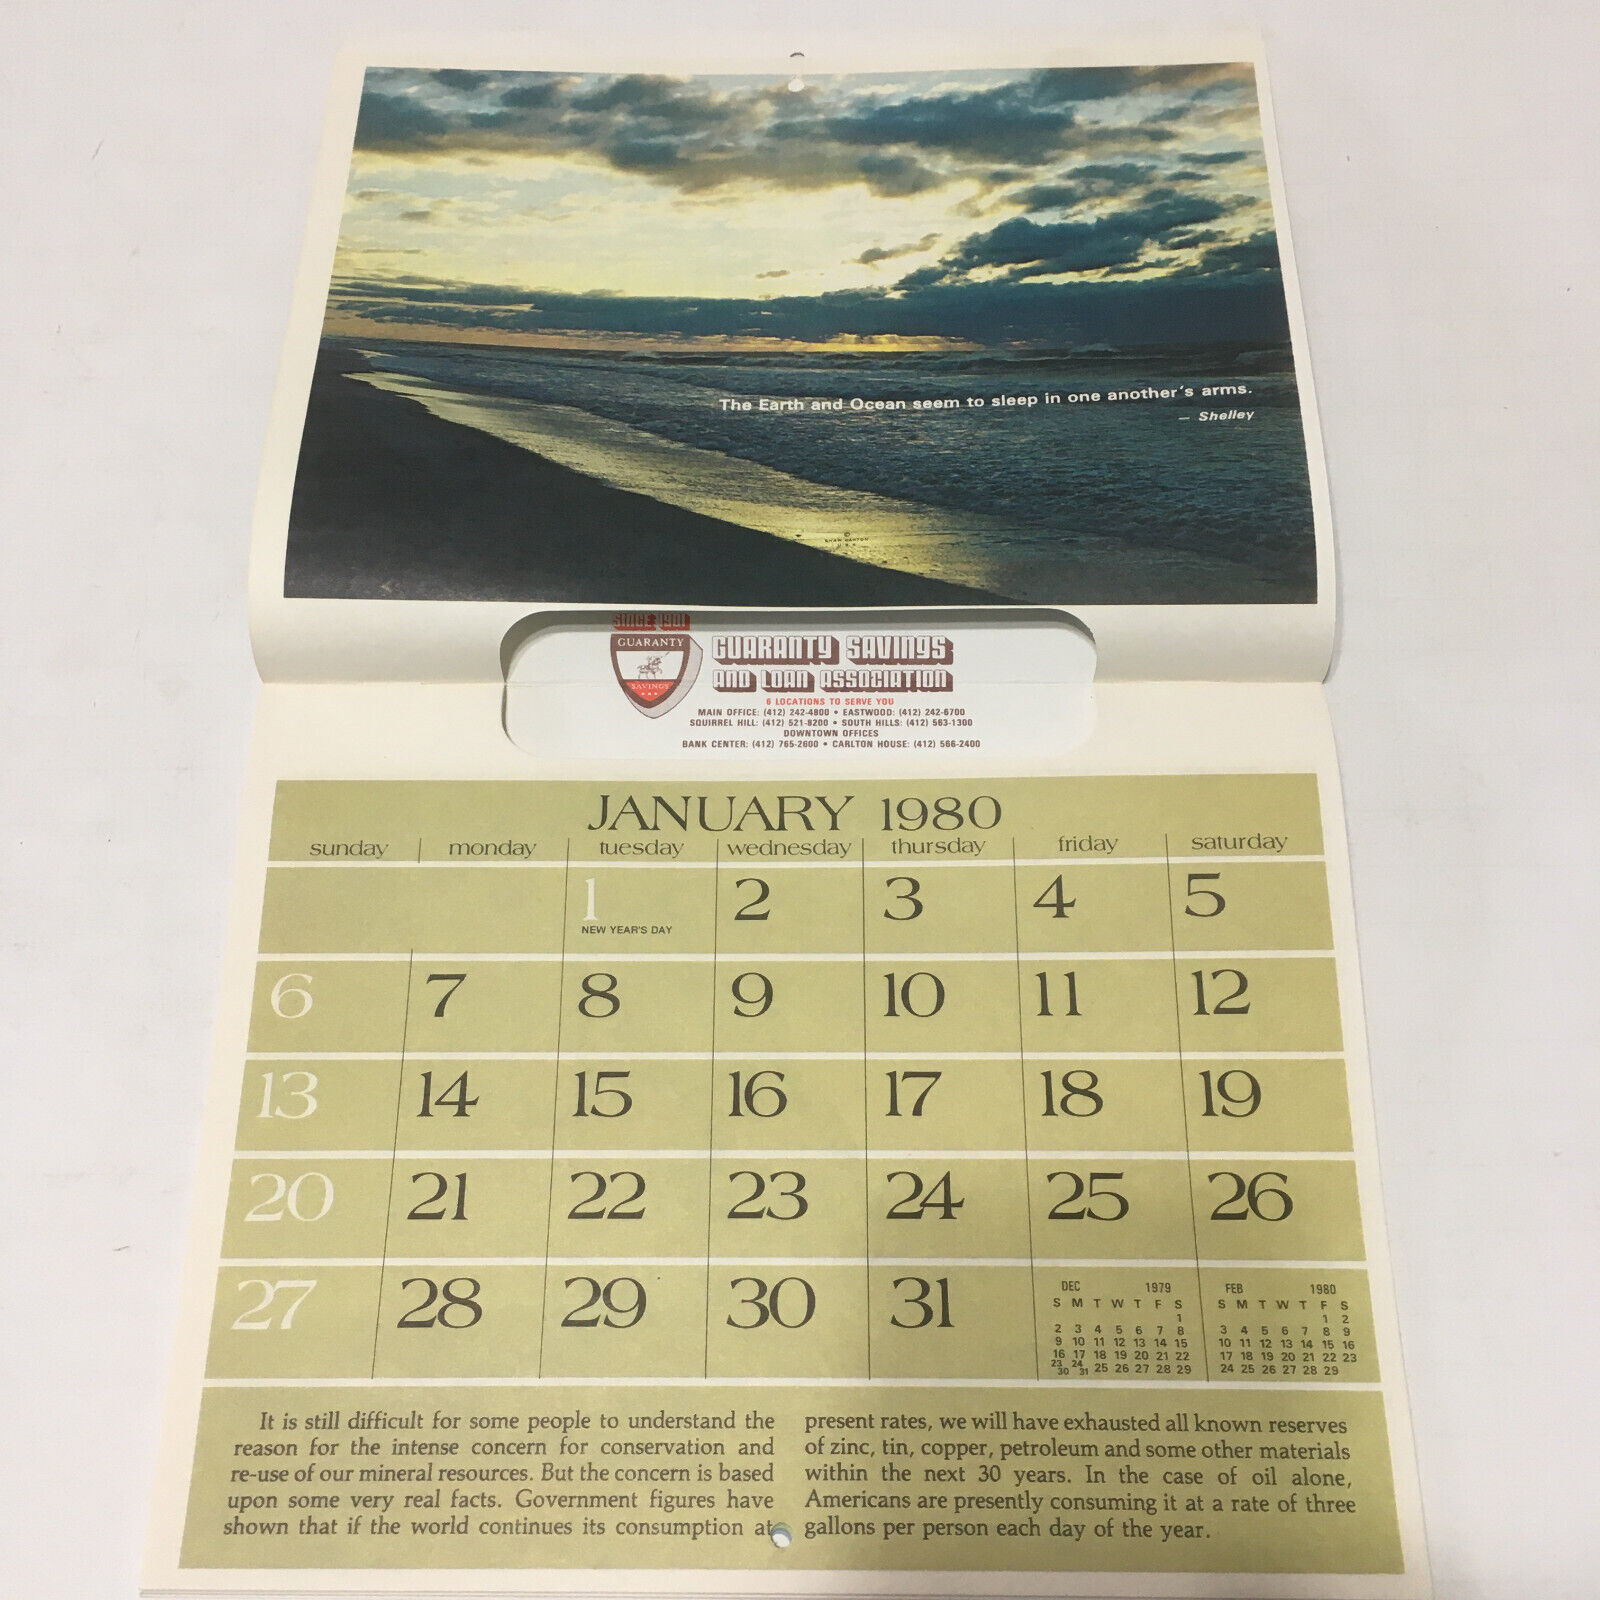 The Earth and Ocean seem to sleep in one another's arms.
— Shelley
©
SHAW BARTON
U.S.A.
SINCE 1901
GUARANTY
SAVINGS
GUARANTY SAVINGS
AND LOAN ASSOCIATION
6 LOCATIONS TO SERVE YOU
MAIN OFFICE: (412) 242-4800 • EASTWOOD: (412) 242-6700
SQUIRREL HILL: (412) 521-8200 • SOUTH HILLS: (412) 563-1300
DOWNTOWN OFFICES
BANK CENTER: (412) 765-2600 • CARLTON HOUSE: (412) 566-2400
JANUARY 1980
sunday monday tuesday wednesday thursday friday saturday
1 2 3 4 5
NEW YEAR'S DAY
6 7 8 9 10 11 12
13 14 15 16 17 18 19
20 21 22 23 24 25 26
27 28 29 30 31
DEC 1979
S M T W T F S
1
2 3 4 5 6 7 8
9 10 11 12 13 14 15
16 17 18 19 20 21 22
23 24 25 26 27 28 29
30 31
FEB 1980
S M T W T F S
1 2
3 4 5 6 7 8 9
10 11 12 13 14 15 16
17 18 19 20 21 22 23
24 25 26 27 28 29
It is still difficult for some people to understand the
reason for the intense concern for conservation and
re-use of our mineral resources. But the concern is based
upon some very real facts. Government figures have
shown that if the world continues its consumption at
present rates, we will have exhausted all known reserves
of zinc, tin, copper, petroleum and some other materials
within the next 30 years. In the case of oil alone,
Americans are presently consuming it at a rate of three
gallons per person each day of the year.